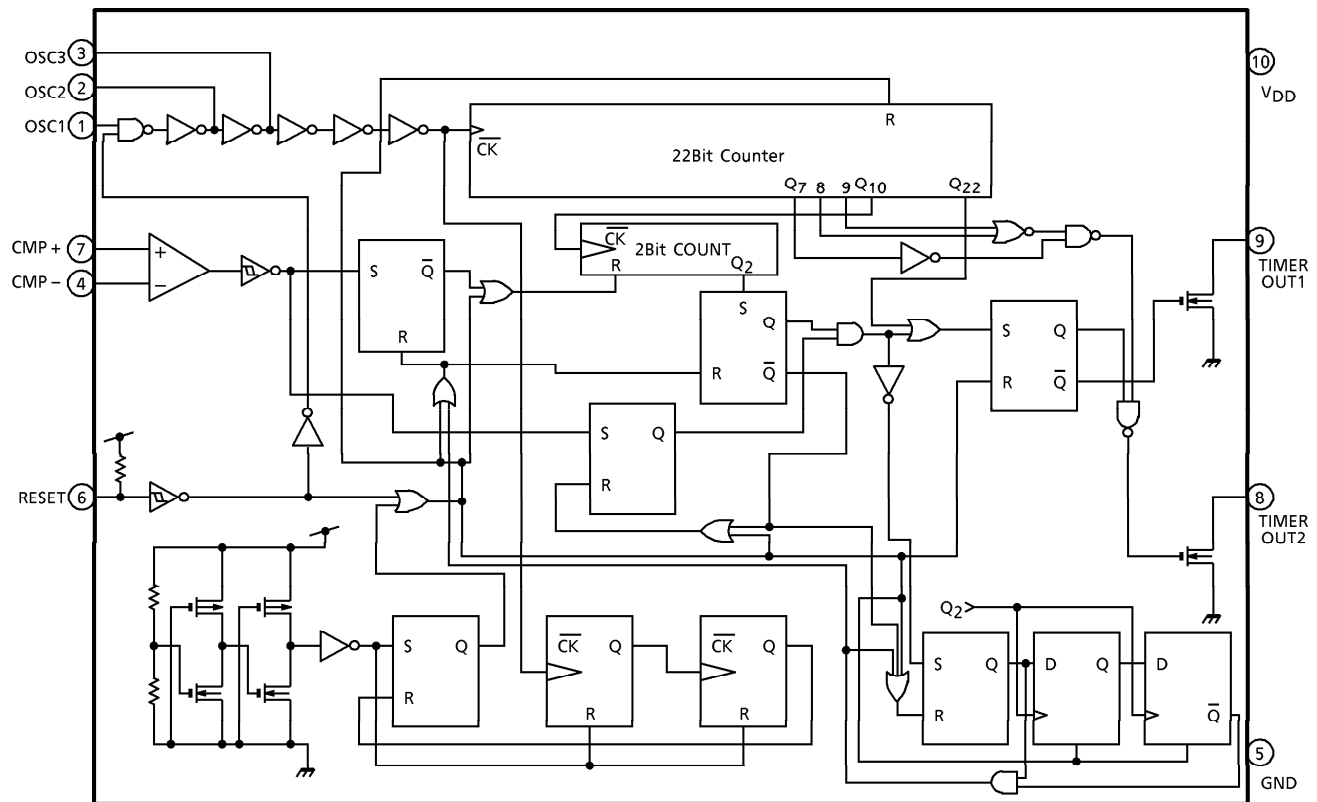 OSC3 3
OSC2 2
OSC1 1
10
VDD
R
CK
22Bit Counter
Q7 8 9 Q10 Q22
CMP + 7
CMP − 4
+
−
S Q
R
CK
2Bit COUNT
R Q2
9
TIMER
OUT1
S
Q
R Q
S Q
R Q
S Q
R
RESET 6
8
TIMER
OUT2
Q2
S Q
R
CK Q
R
CK Q
R
S Q
R
D Q
D
Q
5
GND